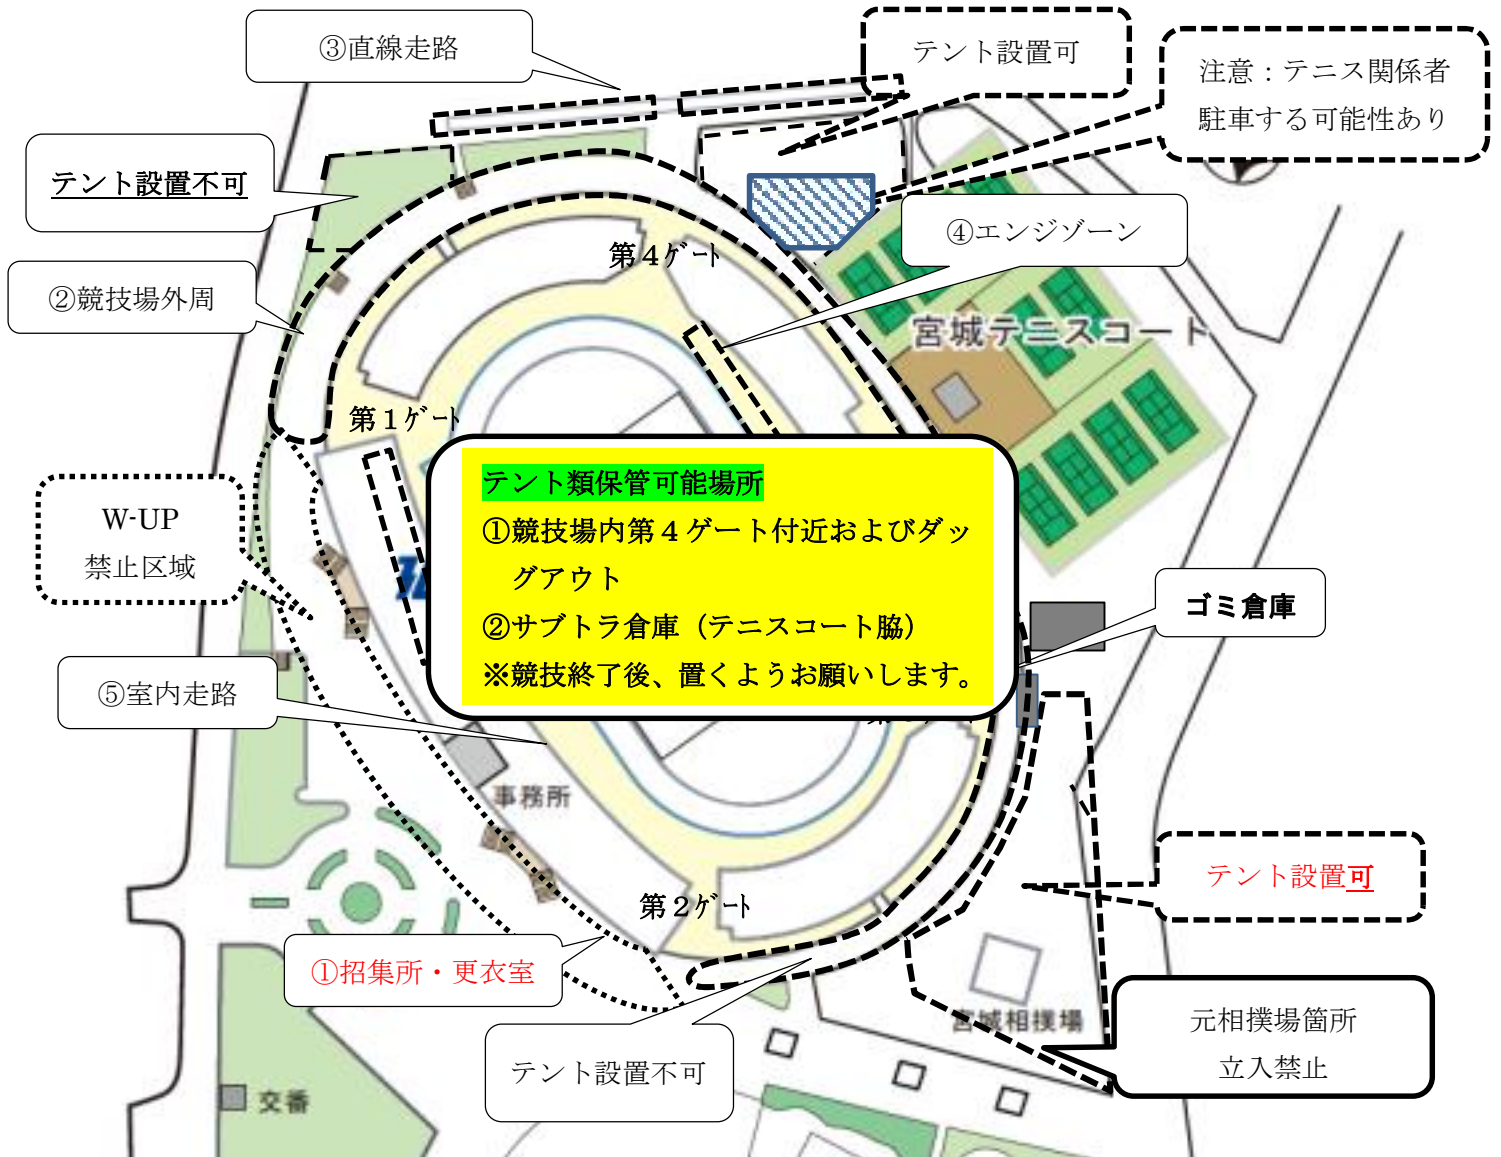 ③直線走路
テント設置可
注意：テニス関係者
駐車する可能性あり
テント設置不可
④エンジゾーン
第４ゲート
②競技場外周
宮城テニスコート
第１ゲート
W-UP
禁止区域
テント類保管可能場所
①競技場内第４ゲート付近およびダッ
グアウト
②サブトラ倉庫（テニスコート脇）
※競技終了後、置くようお願いします。
ゴミ倉庫
⑤室内走路
事務所
テント設置可
第２ゲート
①招集所・更衣室
宮城相撲場
元相撲場箇所
立入禁止
テント設置不可
交番